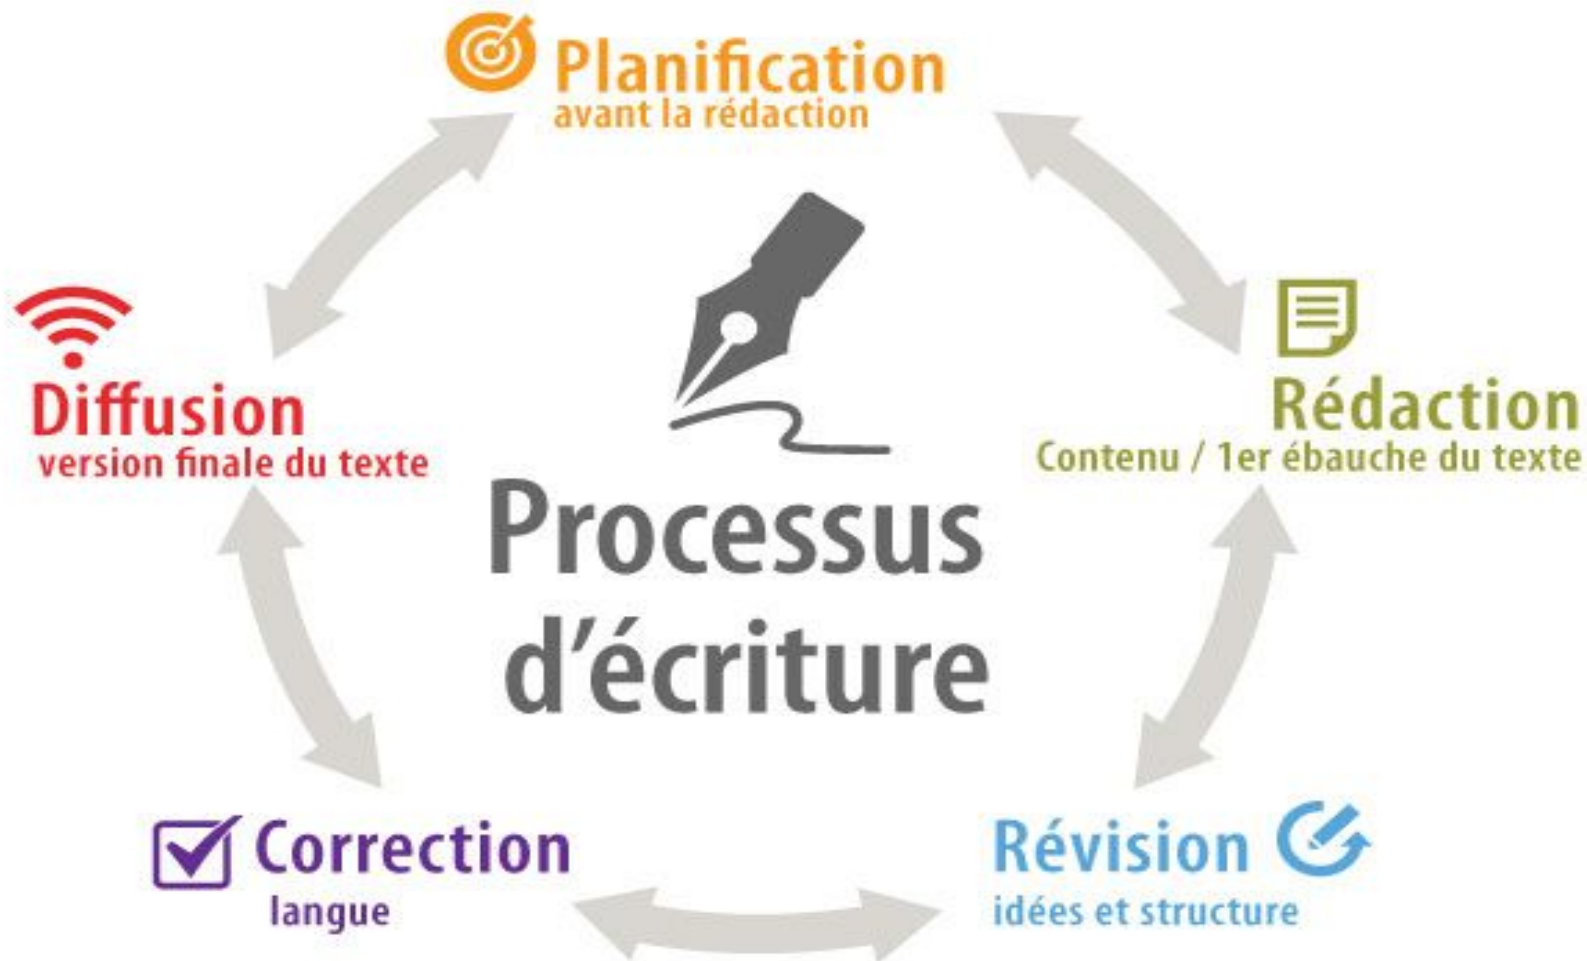 Planification
avant la rédaction
Rédaction
Contenu / 1er ébauche du texte
Révision
idées et structure
Correction
langue
Diffusion
version finale du texte
Processus
d'écriture